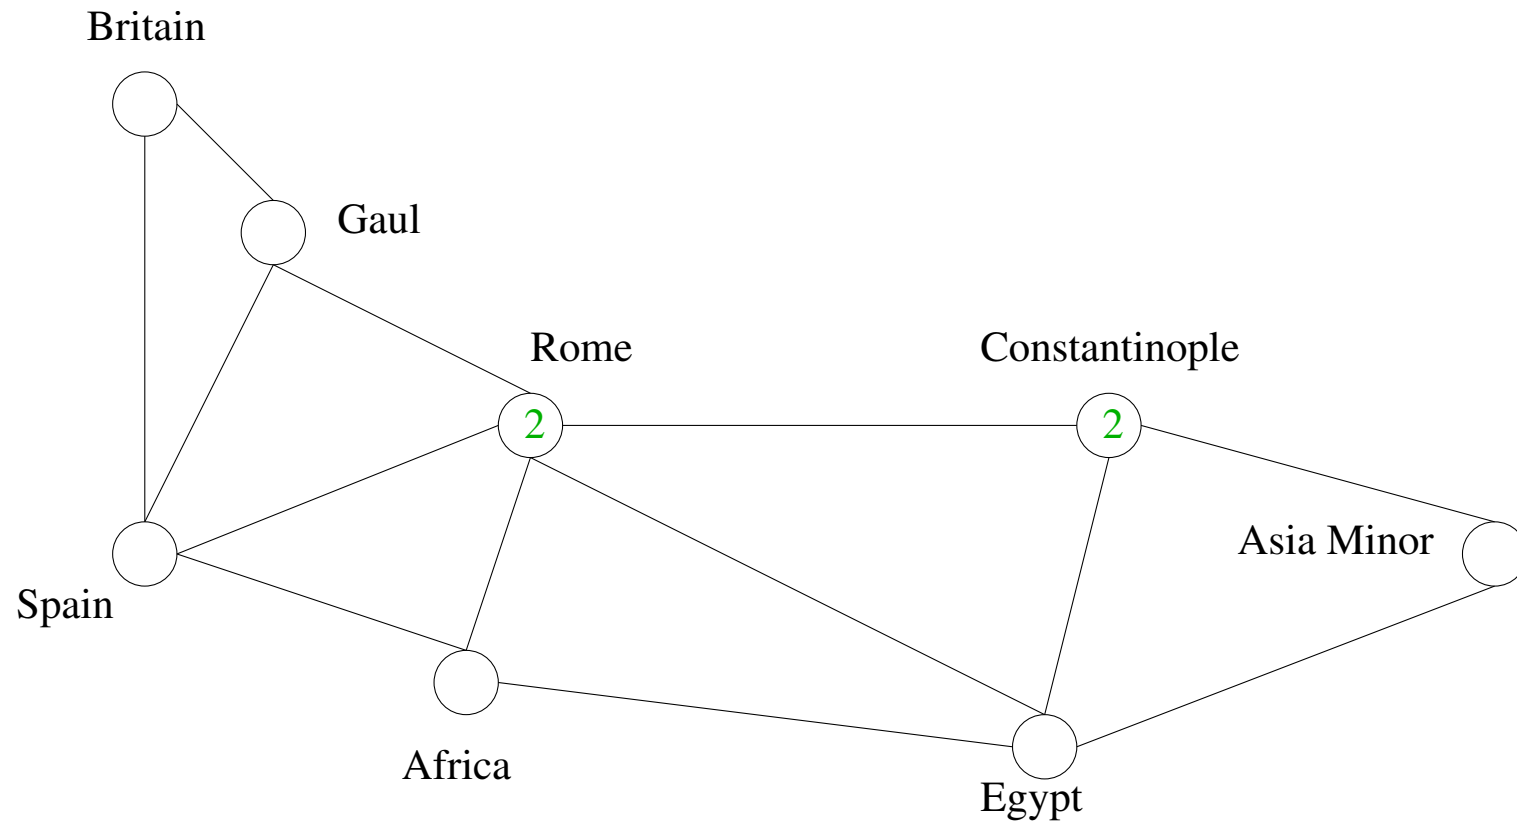 Britain
Gaul
Rome
Constantinople
2
2
Asia Minor
Spain
Africa
Egypt